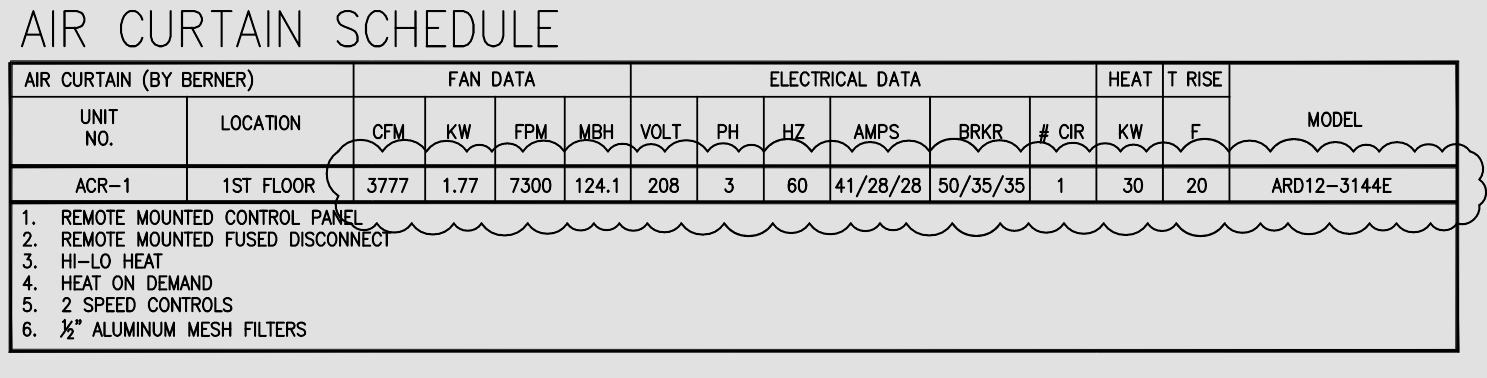 AIR CURTAIN SCHEDULE
AIR CURTAIN (BY BERNER) FAN DATA ELECTRICAL DATA HEAT T RISE
UNIT NO. LOCATION CFM KW FPM MBH VOLT PH HZ AMPS BRKR # CIR KW F MODEL
ACR-1 1ST FLOOR 3777 1.77 7300 124.1 208 3 60 41/28/28 50/35/35 1 30 20 ARD12-3144E
1. REMOTE MOUNTED CONTROL PANEL
2. REMOTE MOUNTED FUSED DISCONNECT
3. HI-LO HEAT
4. HEAT ON DEMAND
5. 2 SPEED CONTROLS
6. ½" ALUMINUM MESH FILTERS